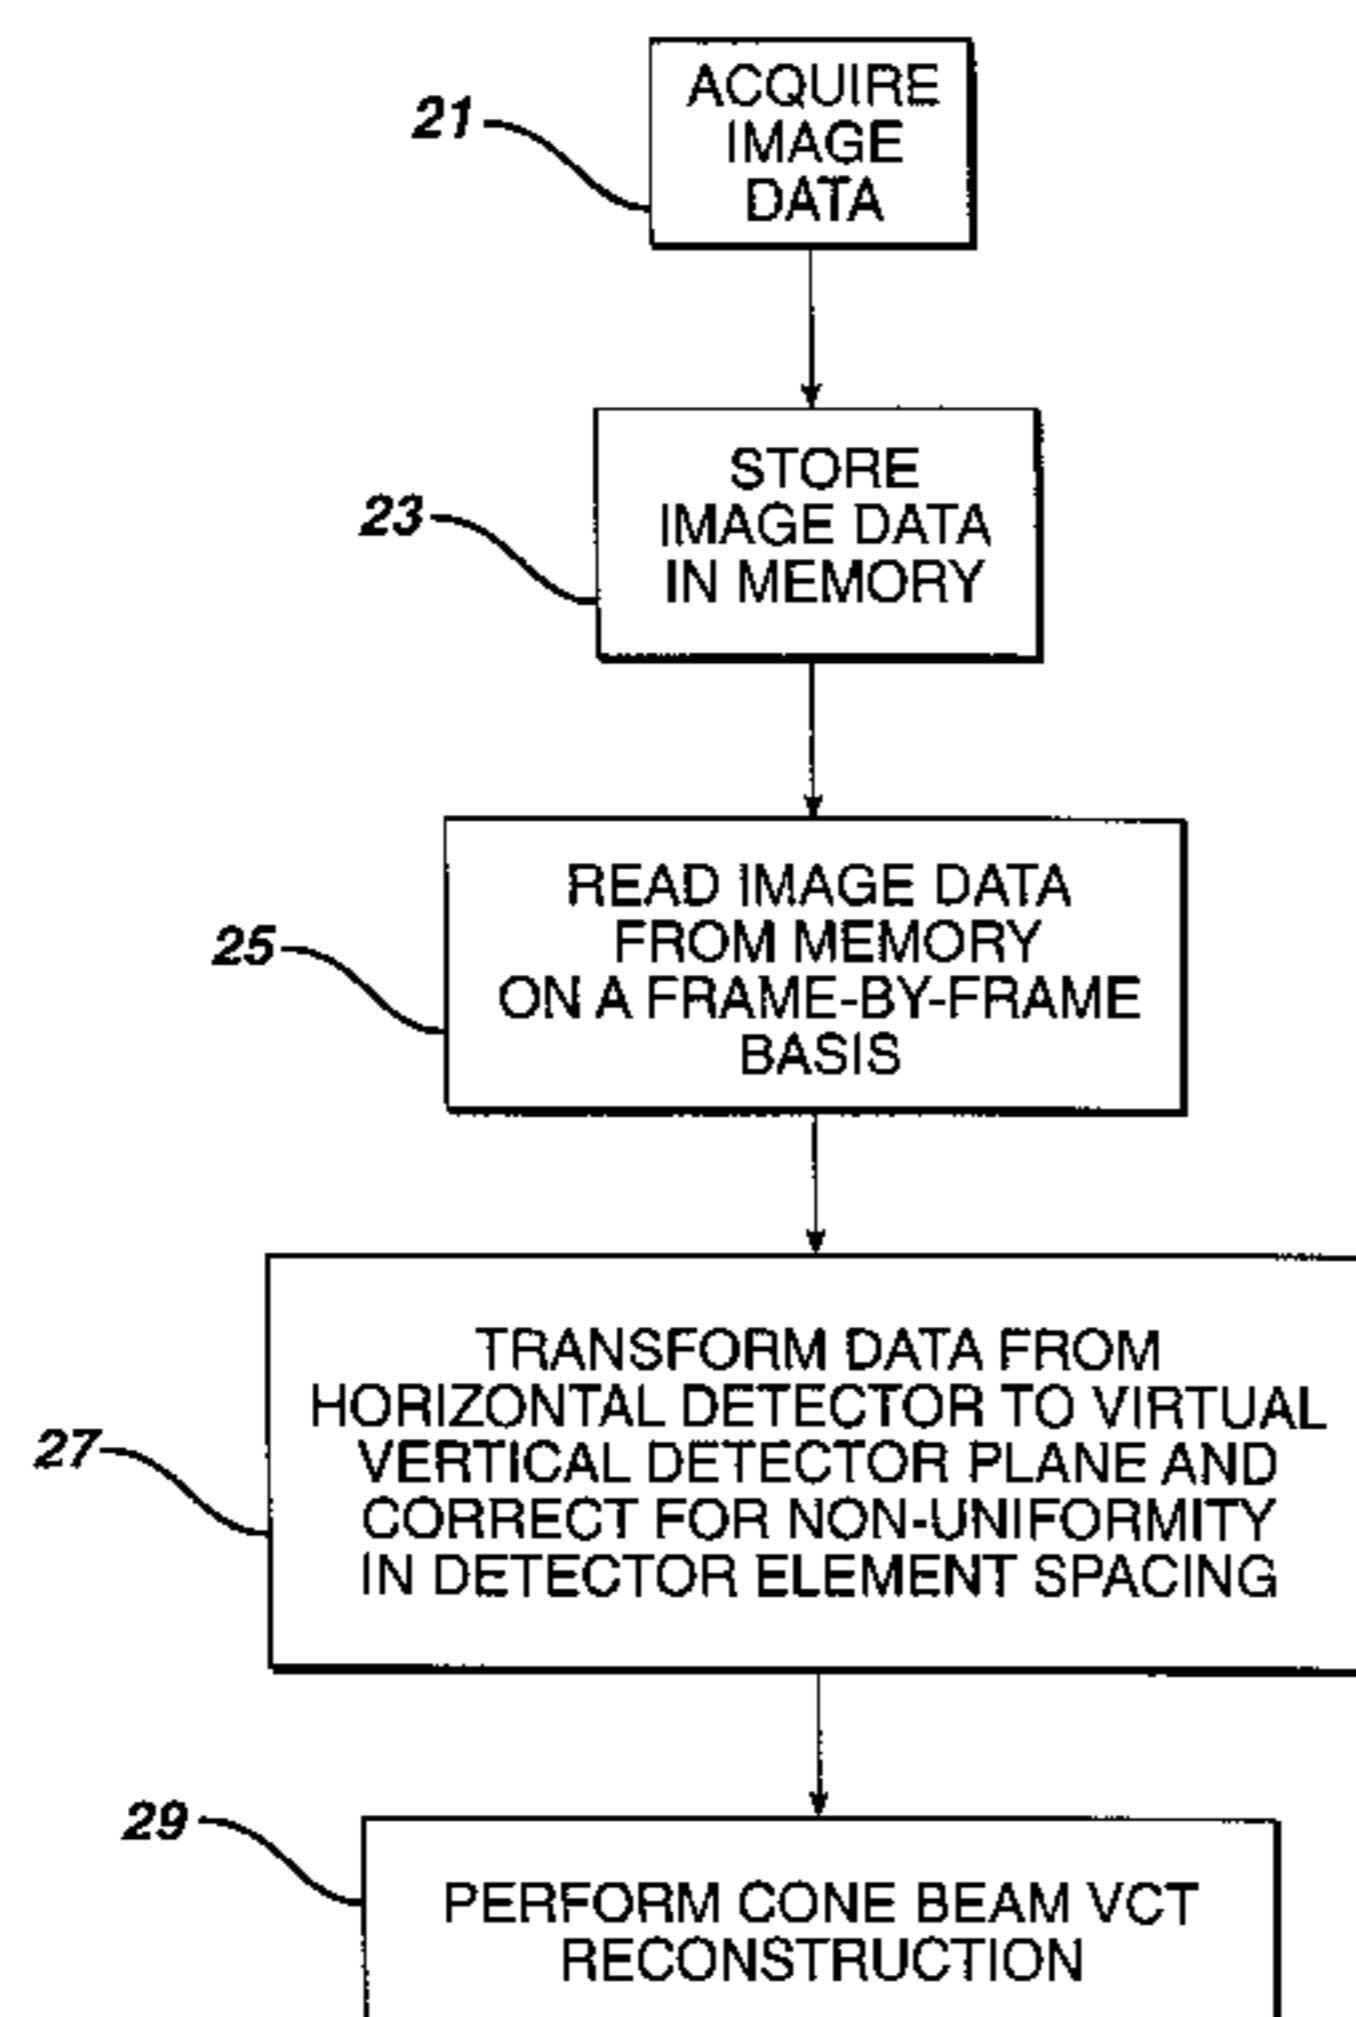 21
ACQUIRE
IMAGE
DATA
23
STORE
IMAGE DATA
IN MEMORY
25
READ IMAGE DATA
FROM MEMORY
ON A FRAME-BY-FRAME
BASIS
27
TRANSFORM DATA FROM
HORIZONTAL DETECTOR TO VIRTUAL
VERTICAL DETECTOR PLANE AND
CORRECT FOR NON-UNIFORMITY
IN DETECTOR ELEMENT SPACING
29
PERFORM CONE BEAM VCT
RECONSTRUCTION